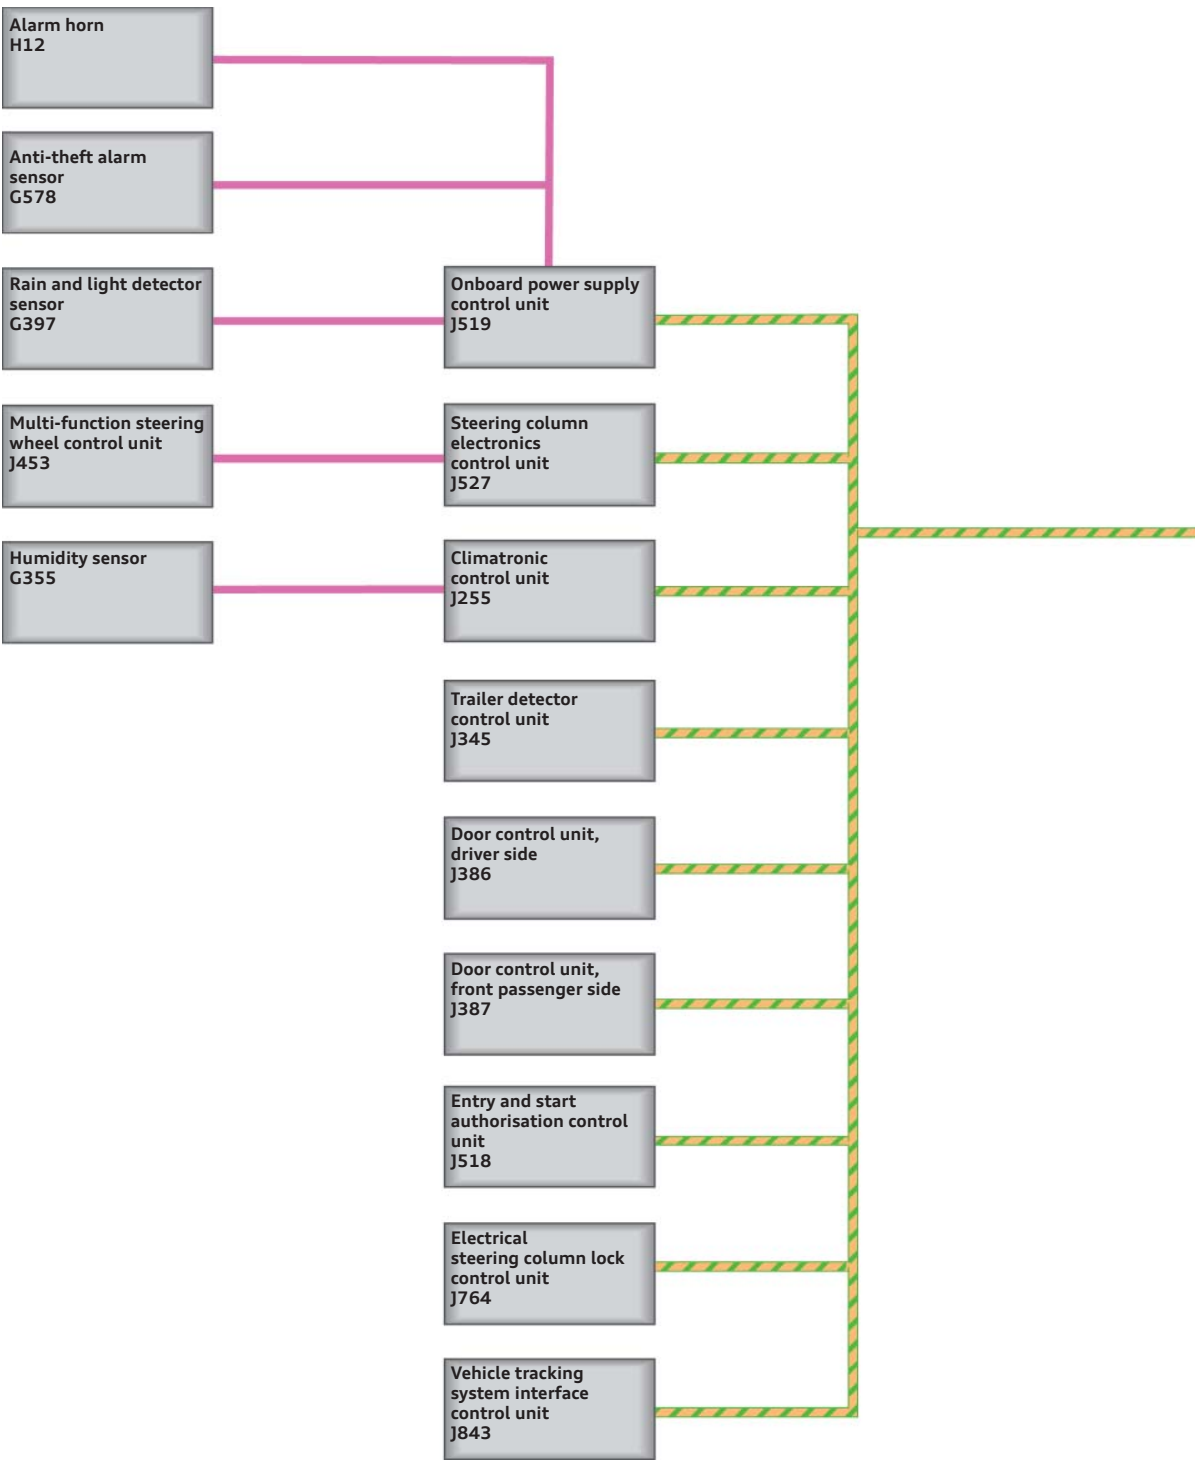 Alarm horn
H12
Anti-theft alarm
sensor
G578
Rain and light detector
sensor
G397
Onboard power supply
control unit
J519
Multi-function steering
wheel control unit
J453
Steering column
electronics
control unit
J527
Humidity sensor
G355
Climatronic
control unit
J255
Trailer detector
control unit
J345
Door control unit,
driver side
J386
Door control unit,
front passenger side
J387
Entry and start
authorisation control
unit
J518
Electrical
steering column lock
control unit
J764
Vehicle tracking
system interface
control unit
J843